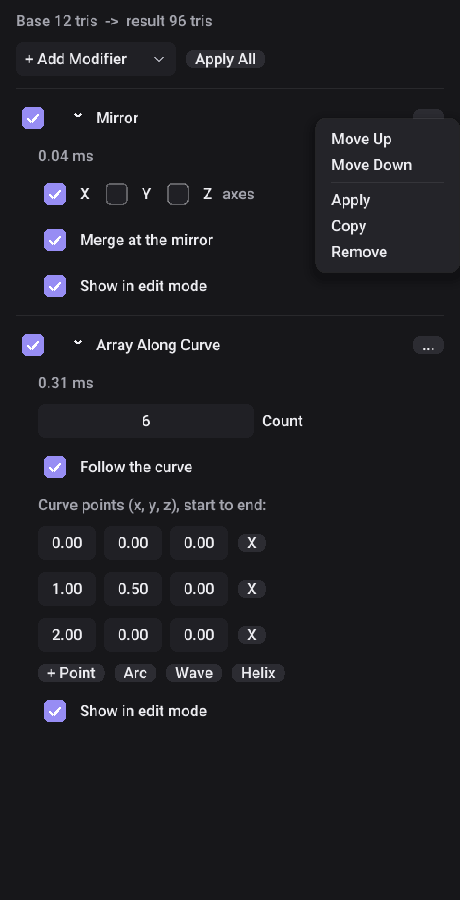 Base 12 tris -> result 96 tris
+ Add Modifier Apply All
Mirror
Move Up
Move Down
Apply
Copy
Remove
0.04 ms
X Y Z axes
Merge at the mirror
Show in edit mode
Array Along Curve ...
0.31 ms
6 Count
Follow the curve
Curve points (x, y, z), start to end:
0.00 0.00 0.00 X
1.00 0.50 0.00 X
2.00 0.00 0.00 X
+ Point Arc Wave Helix
Show in edit mode